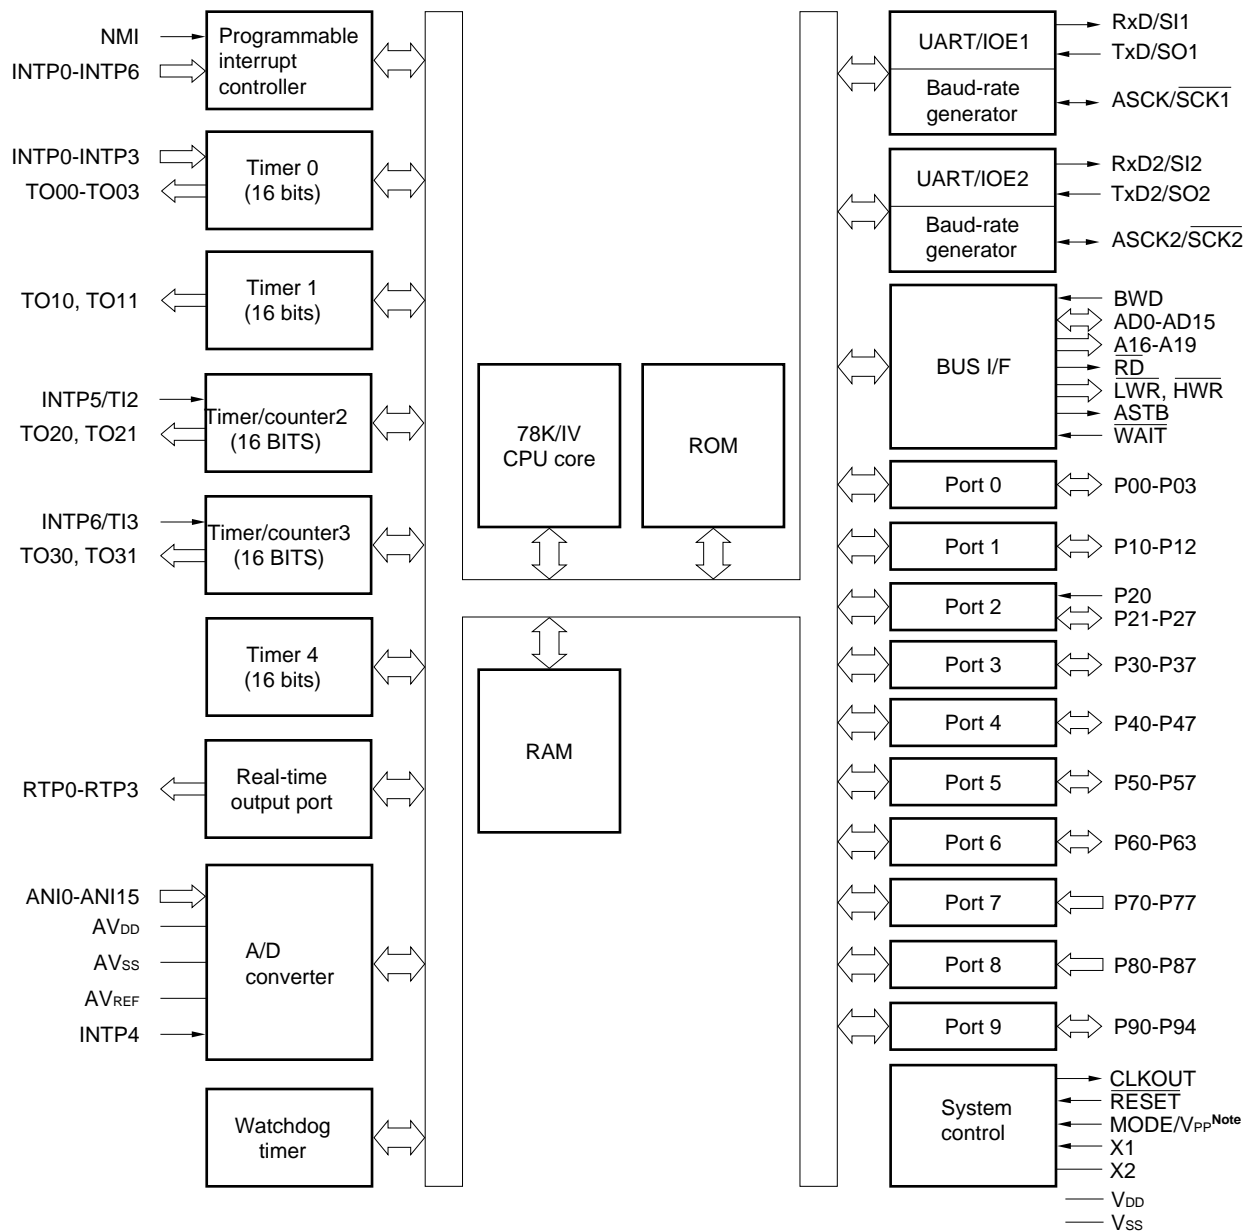 NMI
INTP0-INTP6
Programmable
interrupt
controller
INTP0-INTP3
TO00-TO03
Timer 0
(16 bits)
TO10, TO11
Timer 1
(16 bits)
INTP5/TI2
TO20, TO21
Timer/counter2
(16 BITS)
INTP6/TI3
TO30, TO31
Timer/counter3
(16 BITS)
Timer 4
(16 bits)
RTP0-RTP3
Real-time
output port
ANI0-ANI15
AVDD
AVSS
AVREF
INTP4
A/D
converter
Watchdog
timer
78K/IV
CPU core
ROM
RAM
UART/IOE1
Baud-rate
generator
RxD/SI1
TxD/SO1
ASCK/SCK1
UART/IOE2
Baud-rate
generator
RxD2/SI2
TxD2/SO2
ASCK2/SCK2
BUS I/F
BWD
AD0-AD15
A16-A19
RD
LWR, HWR
ASTB
WAIT
Port 0
P00-P03
Port 1
P10-P12
Port 2
P20
P21-P27
Port 3
P30-P37
Port 4
P40-P47
Port 5
P50-P57
Port 6
P60-P63
Port 7
P70-P77
Port 8
P80-P87
Port 9
P90-P94
System
control
CLKOUT
RESET
MODE/VPPNote
X1
X2
VDD
VSS